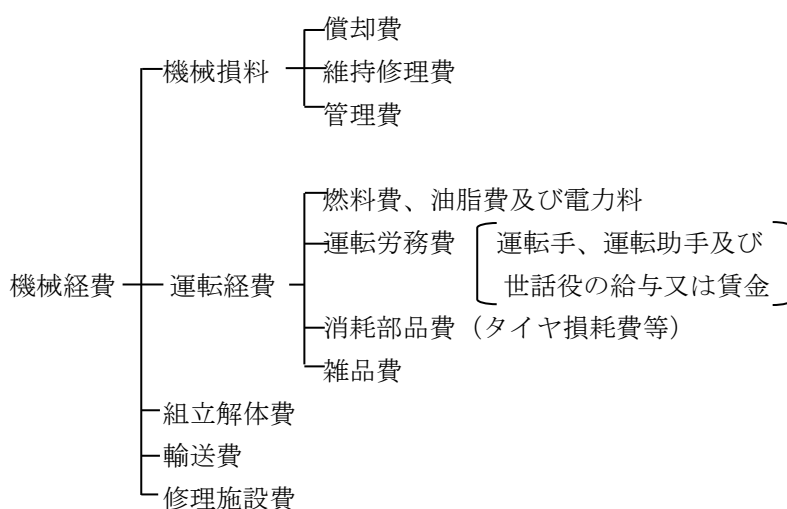 償却費
機械損料
維持修理費
管理費
燃料費、油脂費及び電力料
運転労務費
運転手、運転助手及び
世話役の給与又は賃金
機械経費
運転経費
消耗部品費（タイヤ損耗費等）
雑品費
組立解体費
輸送費
修理施設費